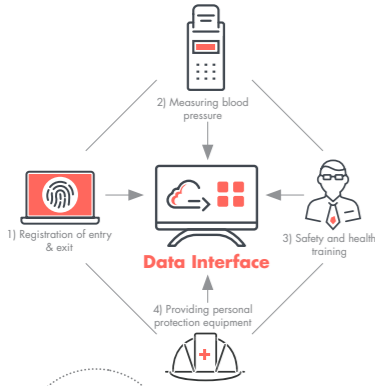 2) Measuring blood
pressure
1) Registration of entry
& exit
3) Safety and health
training
Data Interface
4) Providing personal
protection equipment